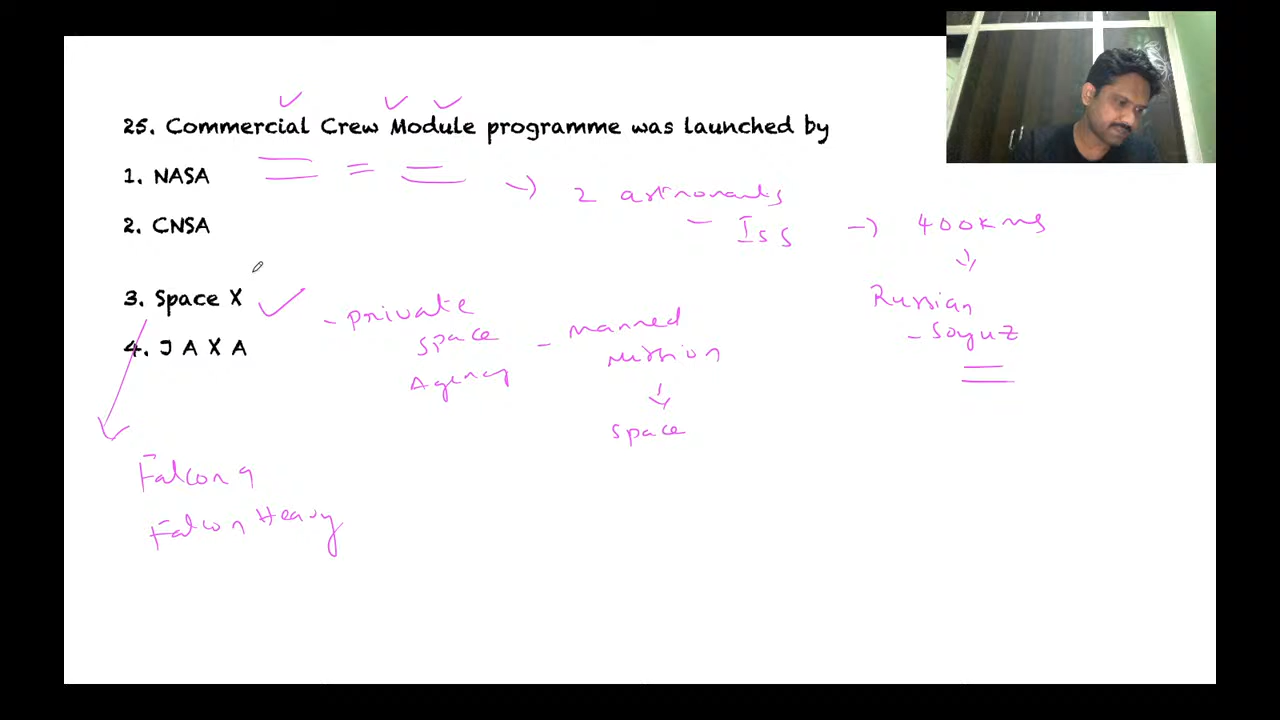 25. Commercial Crew Module programme was launched by
1. NASA
2. CNSA
3. Space X
4. J A X A
2 astronauts
- ISS → 400kms
Russian
- Soyuz
- private
space
Agency
- manned
mission
space
Falcon 9
Falcon Heavy